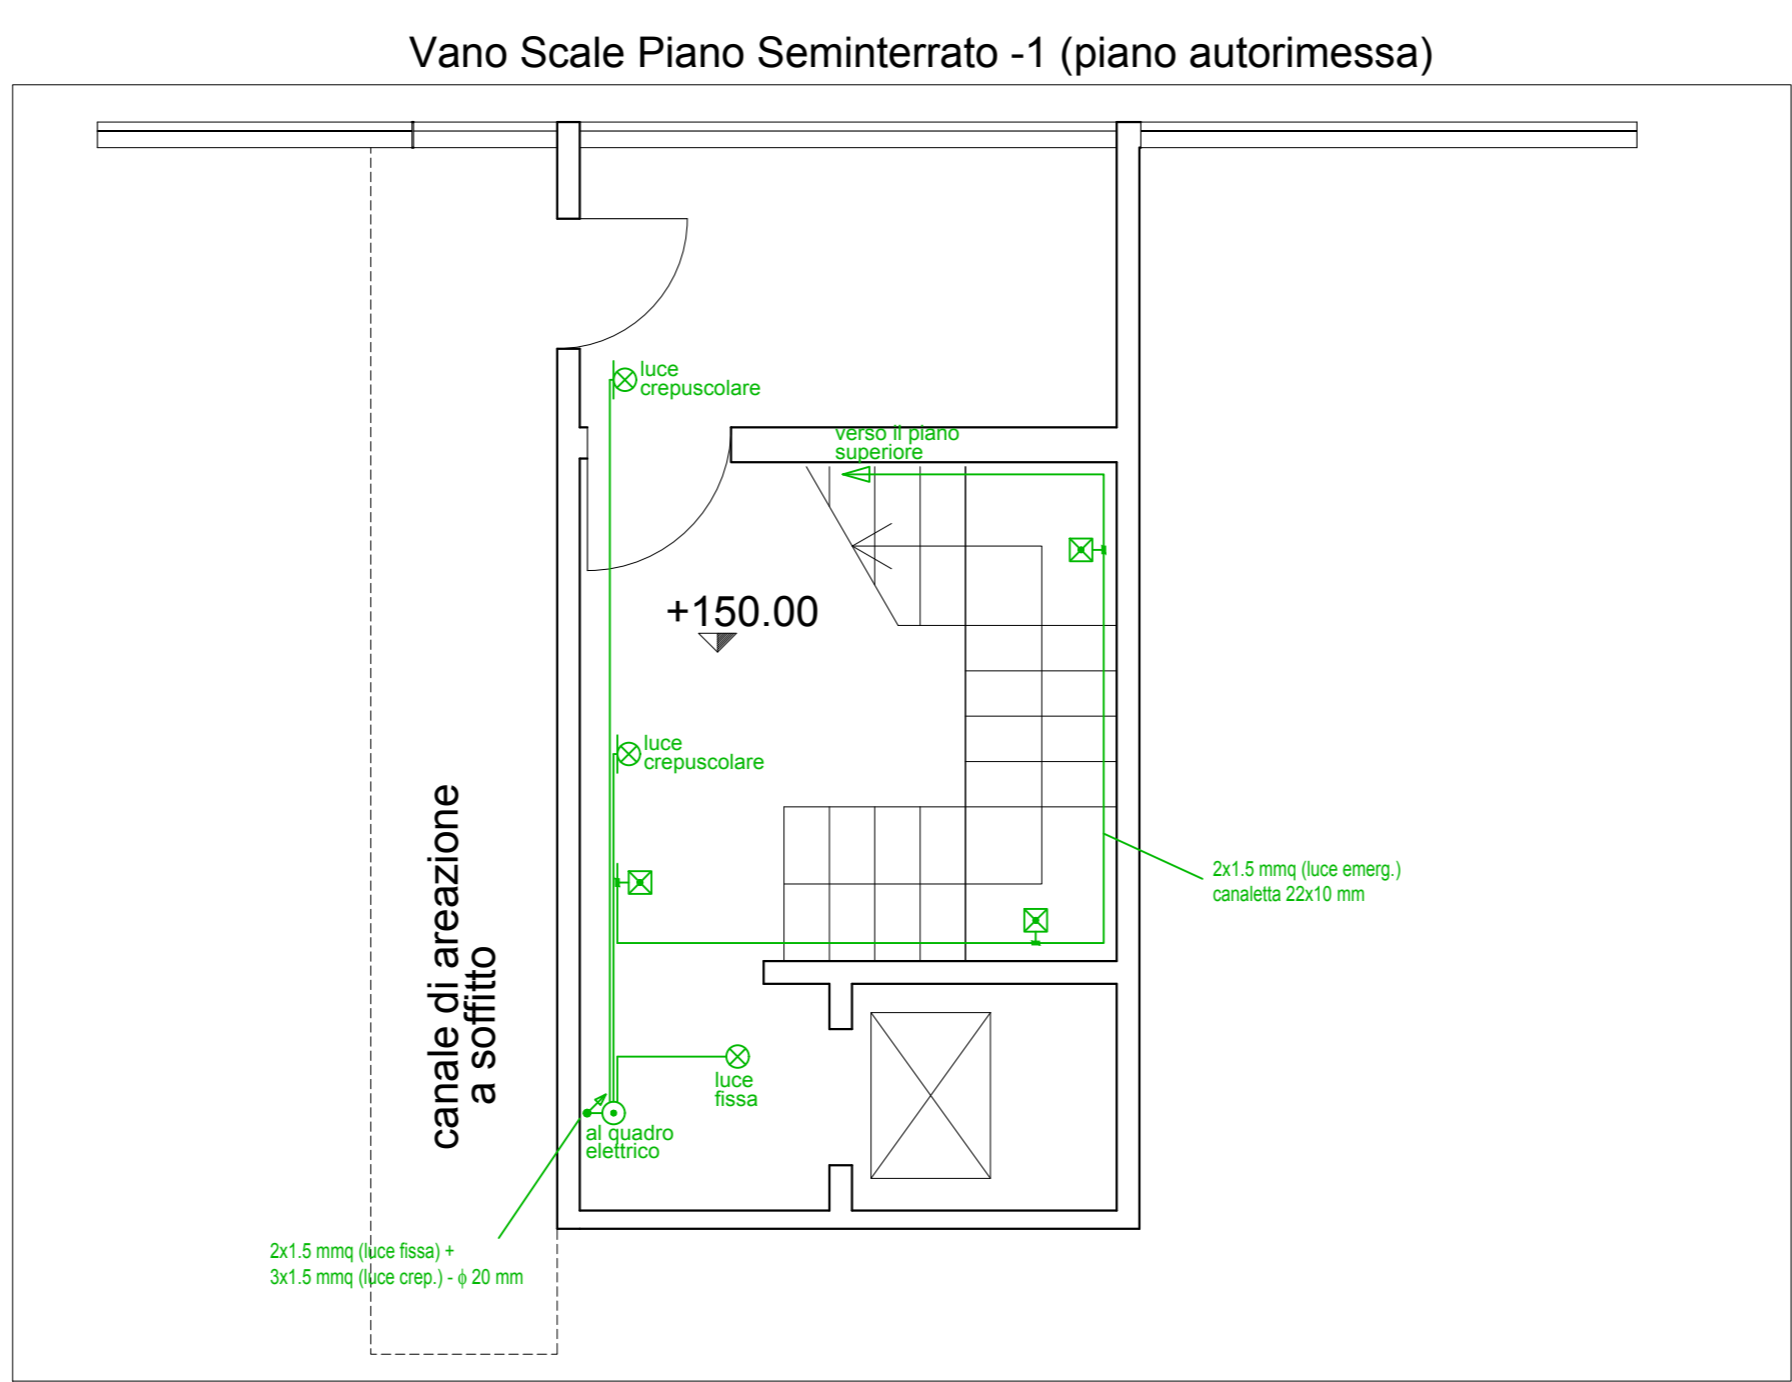 Vano Scale Piano Seminterrato -1 (piano autorimessa)
luce
crepuscolare
verso il piano
superiore
+150.00
luce
crepuscolare
canale di areazione
a soffitto
2x1.5 mmq (luce emerg.)
canaletta 22x10 mm
luce
fissa
al quadro
elettrico
2x1.5 mmq (luce fissa) +
3x1.5 mmq (luce crep.) - ϕ 20 mm